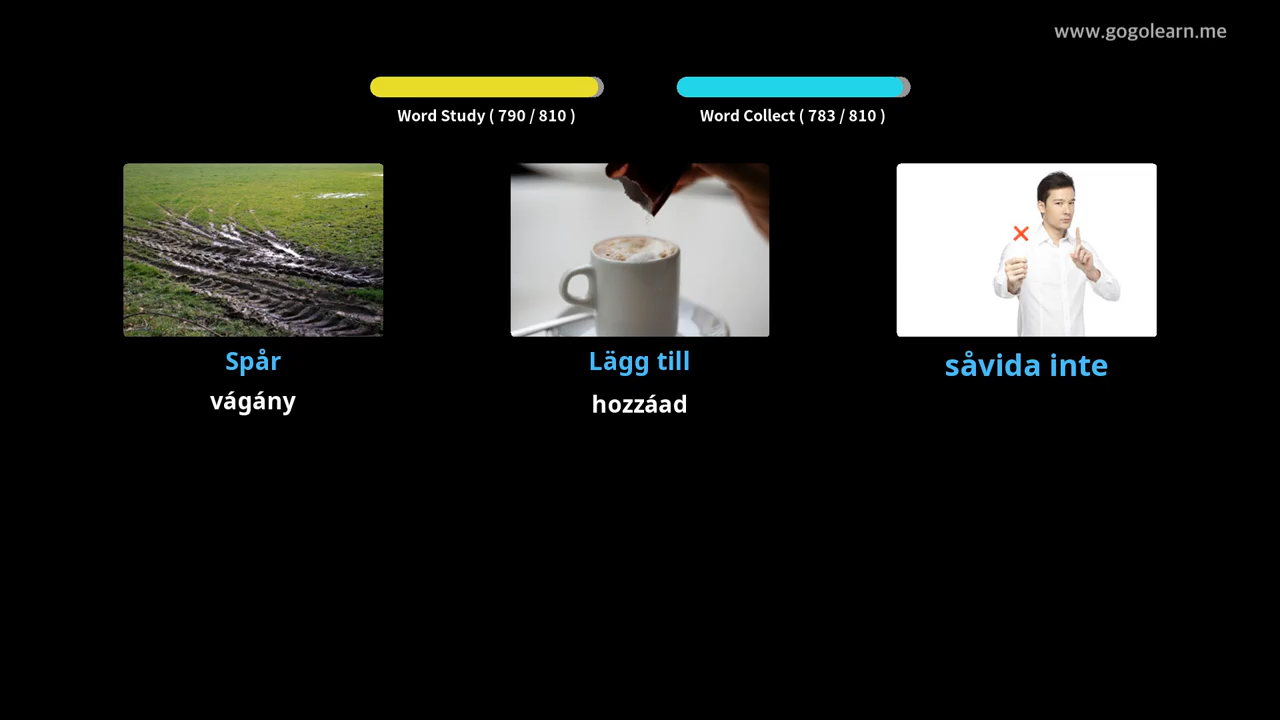 www.gogolearn.me
Word Study ( 790 / 810 )
Word Collect ( 783 / 810 )
Spår
vágány
Lägg till
hozzáad
såvida inte